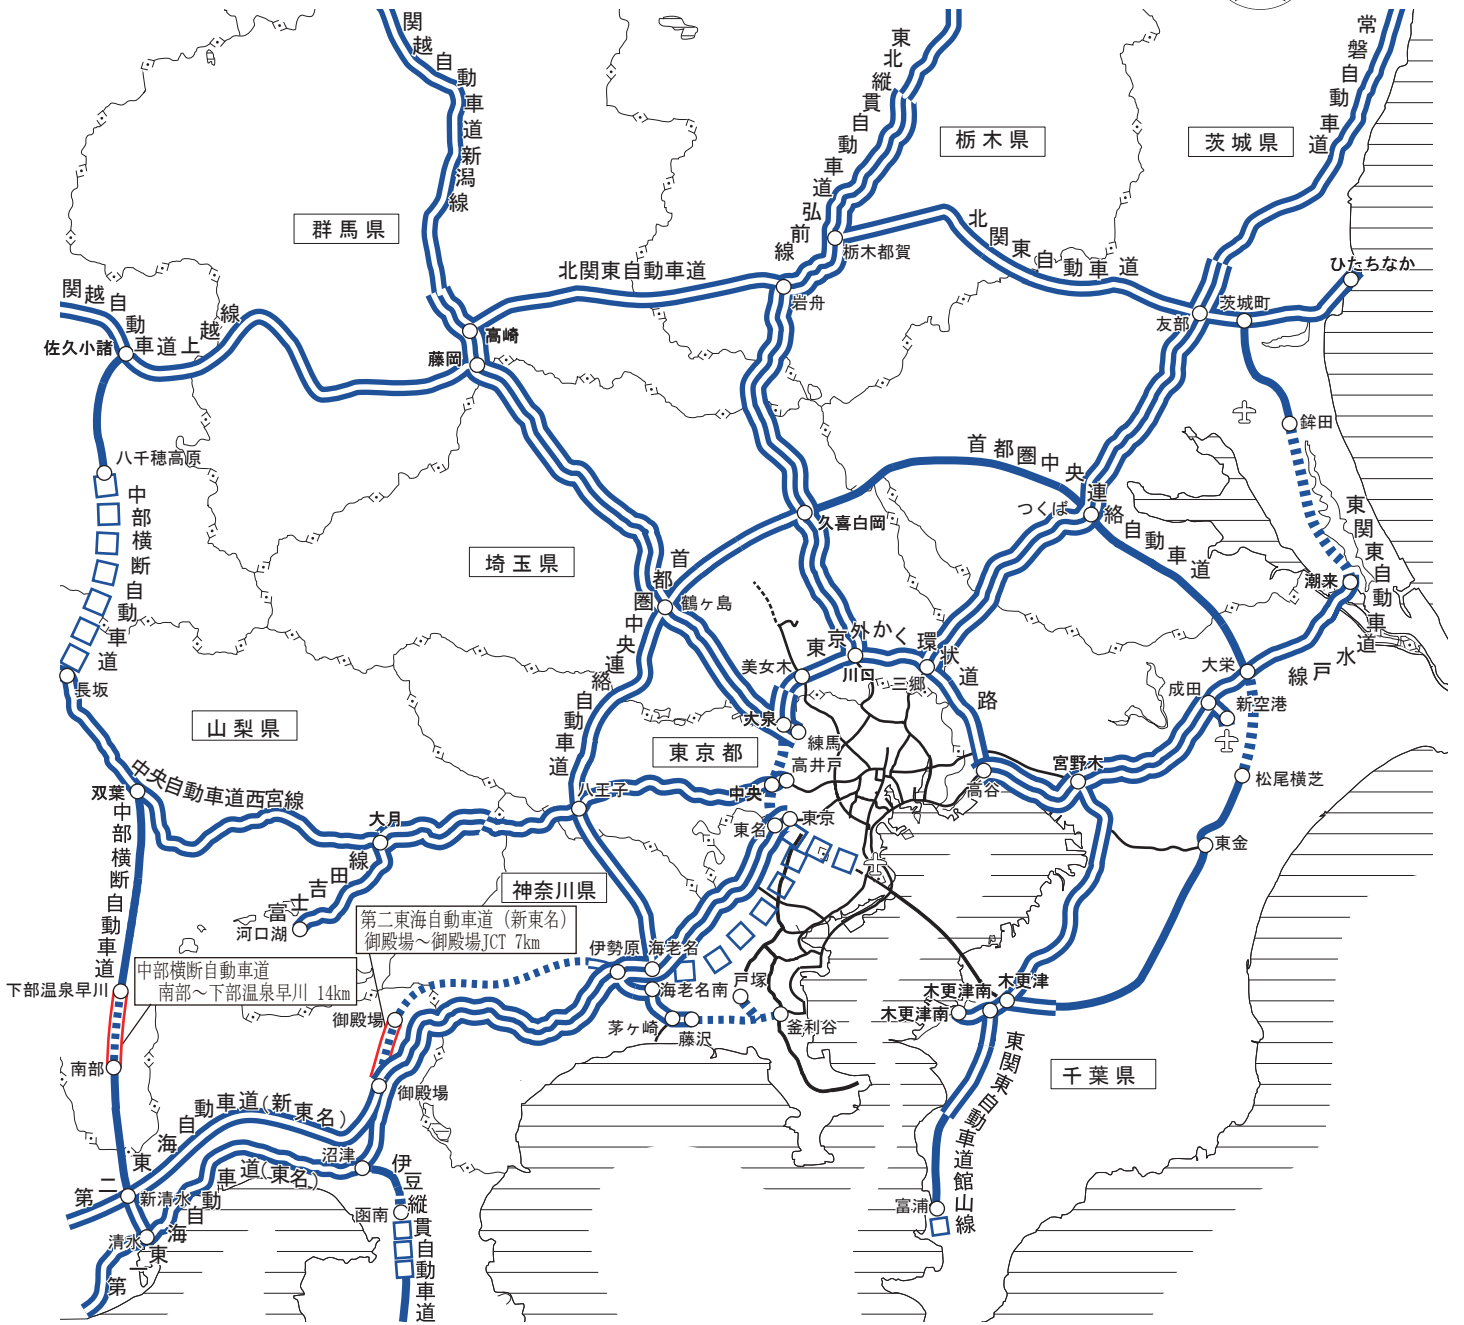 関越自動車道新潟線
東北縦貫自動車道弘前線
常磐自動車道
栃木県
茨城県
群馬県
北関東自動車道
栃木都賀
北関東自動車道
ひたちなか
岩舟
茨城町
友部
関越自動車道上越線
佐久小諸
高崎
藤岡
鉾田
八千穂高原
中部横断自動車道
首都圏中央連絡自動車道
つくば
久喜白岡
東関東自動車道水戸線
埼玉県
首都圏中央連絡自動車道
鶴ヶ島
潮来
東京外かく環状道路
美女木
川口
三郷
大栄
成田
新空港
長坂
山梨県
大泉
練馬
東京都
高井戸
中央
高谷
宮野木
松尾横芝
双葉
中央自動車道西宮線
八王子
大月
東名
東京
東金
中部横断自動車道
富士吉田線
河口湖
神奈川県
第二東海自動車道(新東名)
御殿場～御殿場JCT 7km
伊勢原
海老名
中部横断自動車道
南部～下部温泉早川 14km
下部温泉早川
海老名南
戸塚
木更津
木更津南
木更津南
御殿場
茅ヶ崎
藤沢
釜利谷
南部
御殿場
東関東自動車道館山線
千葉県
第二東海自動車道(新東名)
沼津
伊豆縦貫自動車道
新清水
函南
富浦
清水
第一東海自動車道(東名)